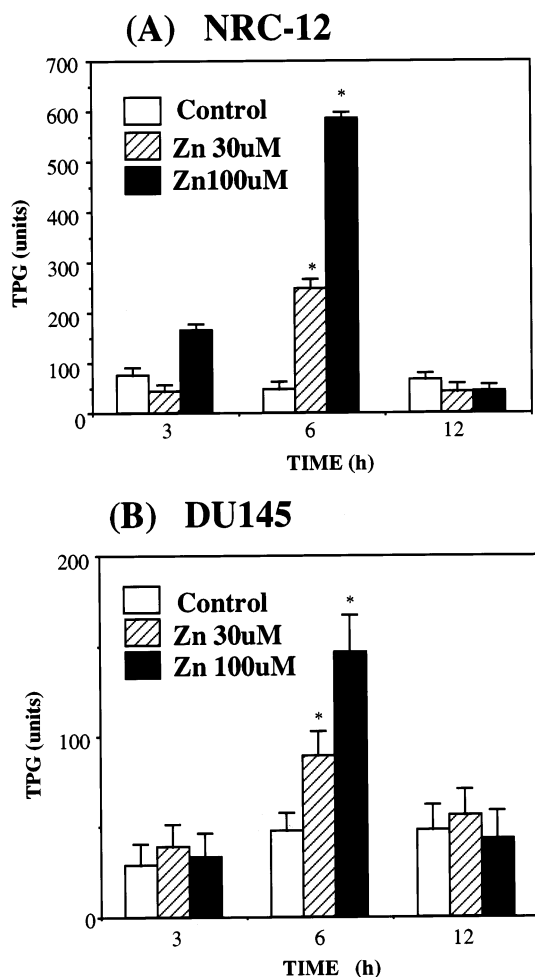 (A) NRC-12
700
600
500
400
300
200
100
0
TPG (units)
Control
Zn 30uM
Zn100uM
*
*
3 6 12
TIME (h)
(B) DU145
200
100
0
TPG (units)
Control
Zn 30uM
Zn 100uM
*
*
3 6 12
TIME (h)